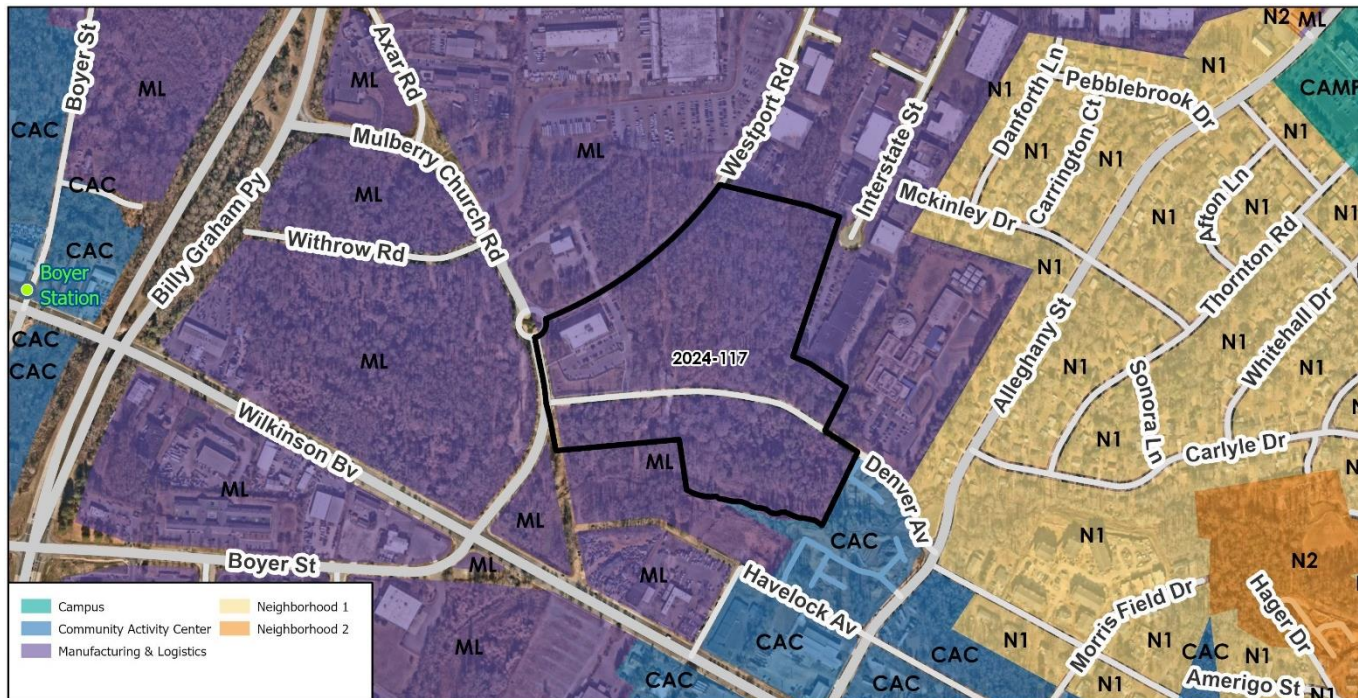 N2
ML
Boyer St
Axar Rd
ML
CAC
ML
Mulberry Church Rd
ML
Westport Rd
Interstate St
Danforth Ln
N1
Pebblebrook Dr
N1
CAMP
N1
Carrington Ct
N1
N1
Afton Ln
N1
N1
CAC
Billy Graham Py
ML
Mckinley Dr
N1
Thornton Rd
N1
CAC
Withrow Rd
N1
Boyer
Station
Whitehall Dr
N1
CAC
CAC
ML
2024-117
Alleghany St
N1
Sonora Ln
N1
N1
Wilkinson Bv
ML
Carlyle Dr
ML
Denver Av
ML
N1
CAC
N2
Boyer St
ML
ML
Havelock Av
Morris Field Dr
Hager Dr
Campus
Neighborhood 1
Community Activity Center
Neighborhood 2
Manufacturing & Logistics
ML
CAC
CAC
N1
CAC
N1
CAC
CAC
N1
Amerigo St
N1